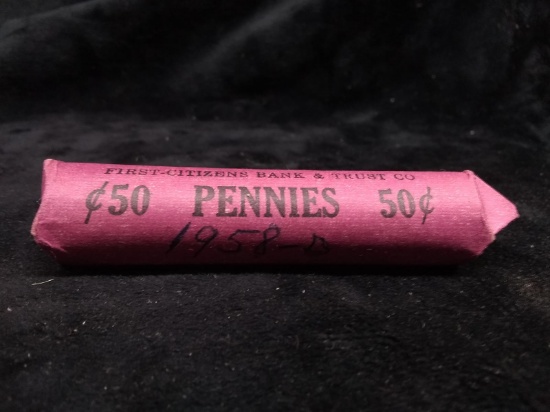 FIRST-CITIZENS BANK & TRUST CO
¢50 PENNIES 50¢
1958-D